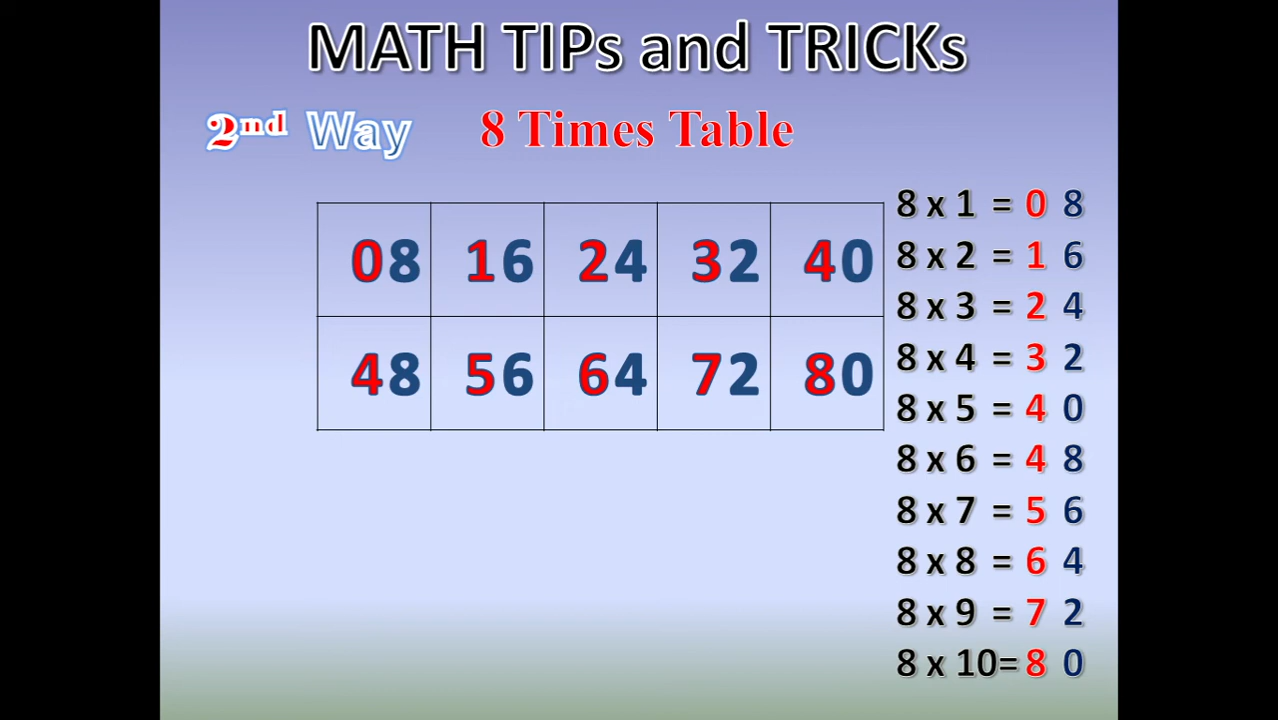 MATH TIPs and TRICKs
2nd Way 8 Times Table
08 16 24 32 40
48 56 64 72 80
8 x 1 = 0 8
8 x 2 = 1 6
8 x 3 = 2 4
8 x 4 = 3 2
8 x 5 = 4 0
8 x 6 = 4 8
8 x 7 = 5 6
8 x 8 = 6 4
8 x 9 = 7 2
8 x 10= 8 0